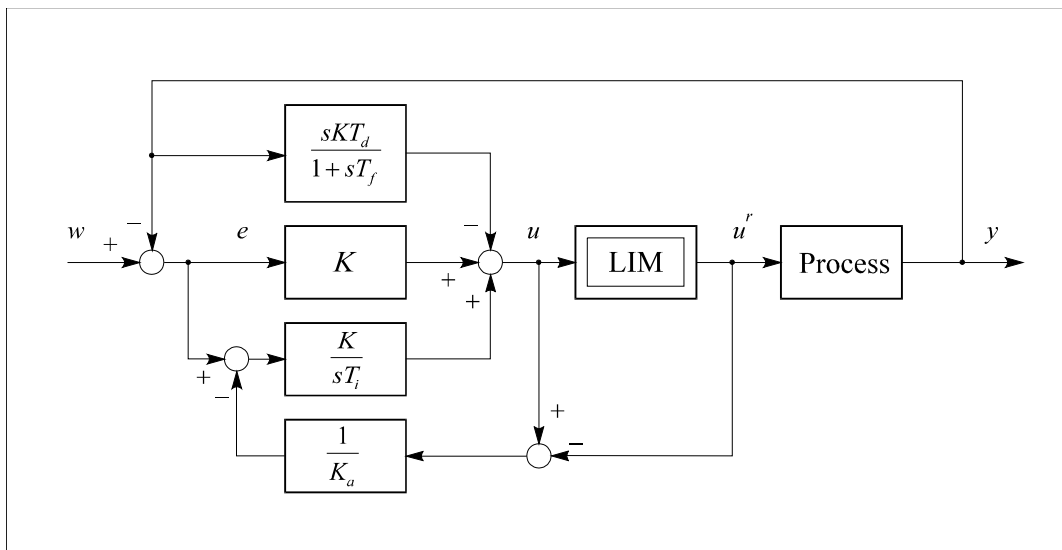 sKT_d
1 + sT_f
−
−
w
+
e
K
+
+
u
LIM
u^r
Process
y
K
sT_i
+
−
1
K_a
+
−